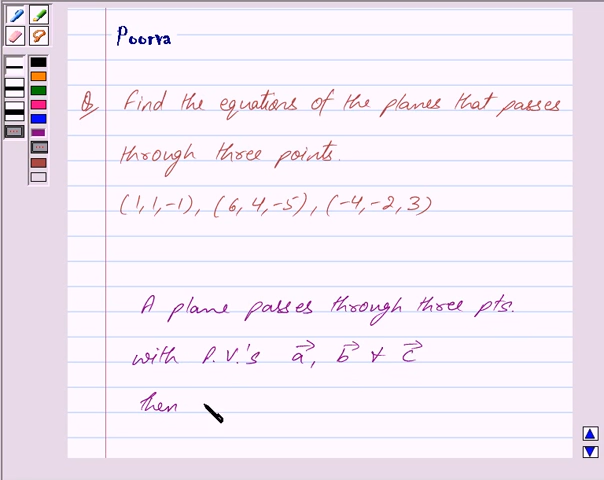 Poorva
Q Find the equations of the planes that passes
through three points.
(1,1,-1), (6,4,-5), (-4,-2,3)
A plane passes through three pts.
with P.V.'s a⃗, b⃗ & c⃗
then